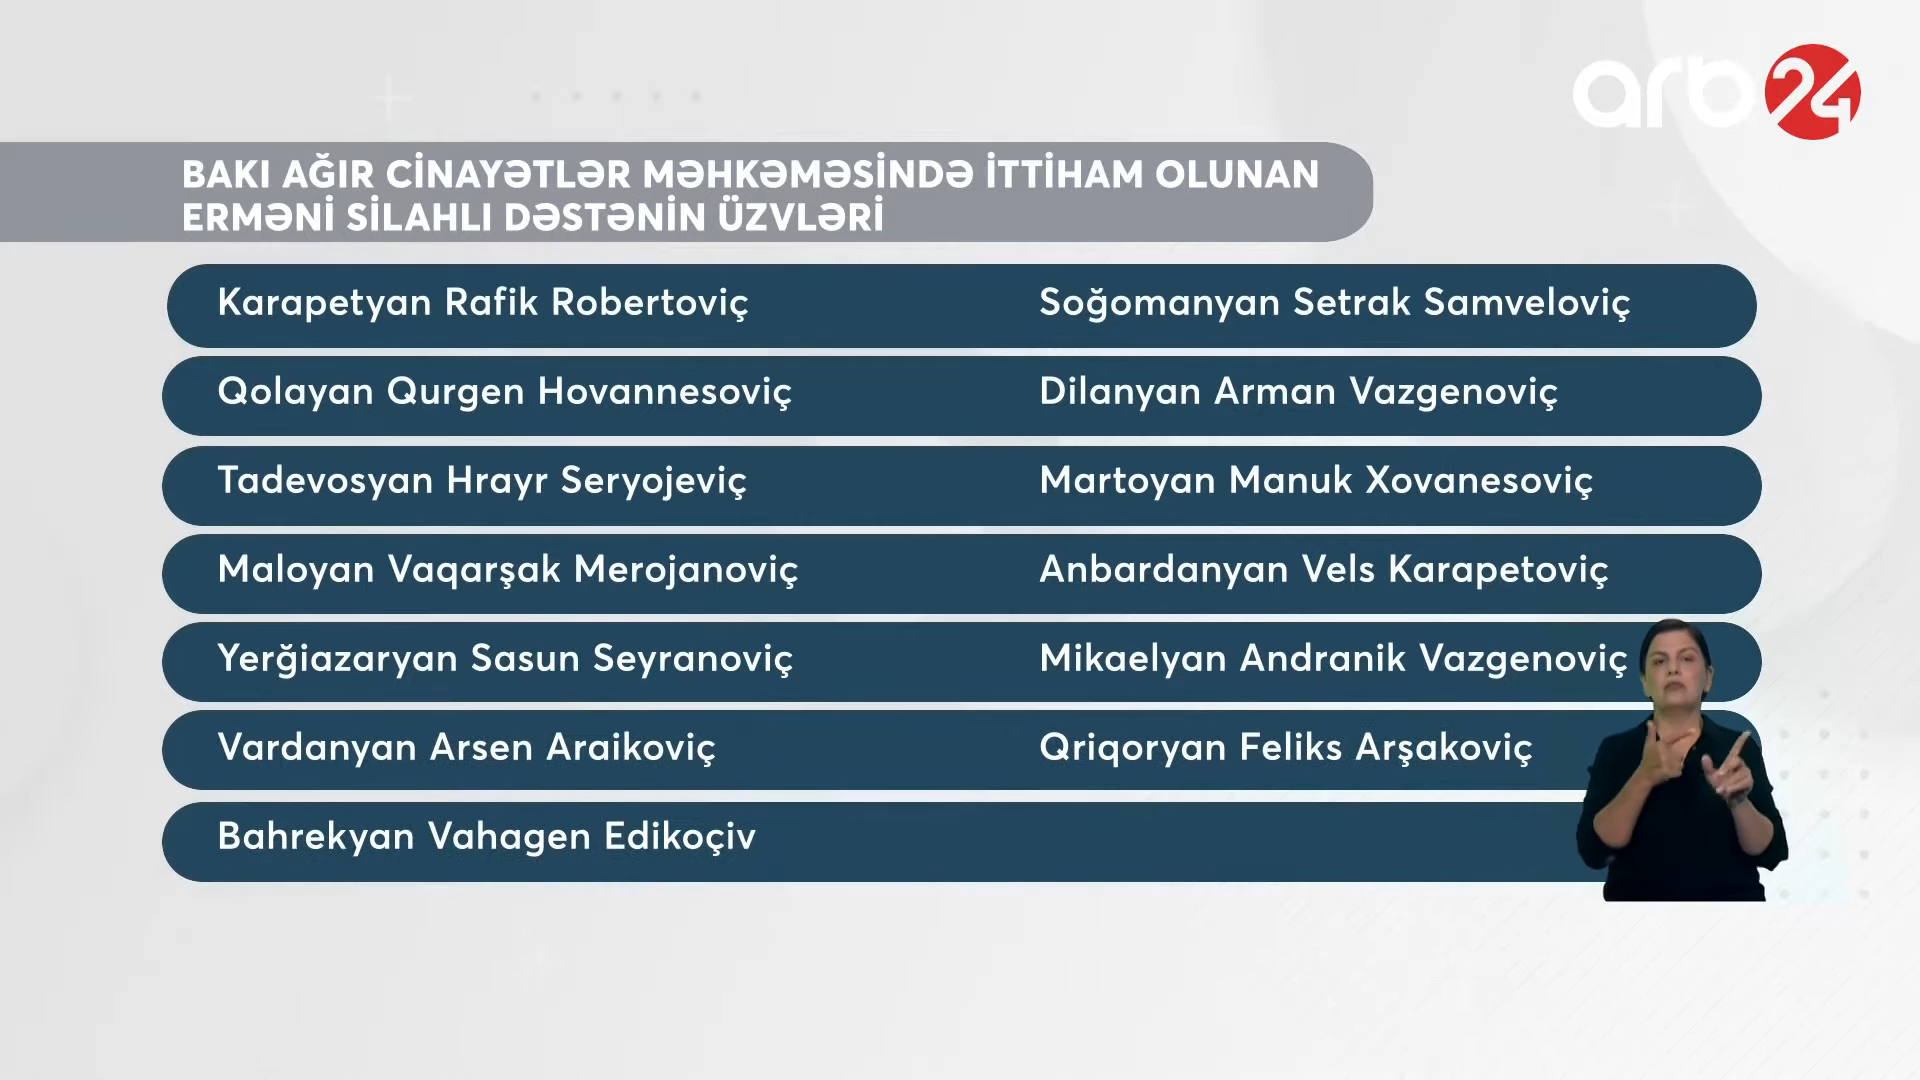 arb 24
BAKI AĞIR CİNAYƏTLƏR MƏHKƏMƏSİNDƏ İTTİHAM OLUNAN
ERMƏNİ SİLAHLI DƏSTƏNİN ÜZVLƏRİ
Karapetyan Rafik Robertoviç
Soğomanyan Setrak Samveloviç
Qolayan Qurgen Hovannesoviç
Dilanyan Arman Vazgenoviç
Tadevosyan Hrayr Seryojeviç
Martoyan Manuk Xovanesoviç
Maloyan Vaqarşak Merojanoviç
Anbardanyan Vels Karapetoviç
Yerğiazaryan Sasun Seyranoviç
Mikaelyan Andranik Vazgenoviç
Vardanyan Arsen Araikoviç
Qriqoryan Feliks Arşakoviç
Bahrekyan Vahagen Edikoçiv